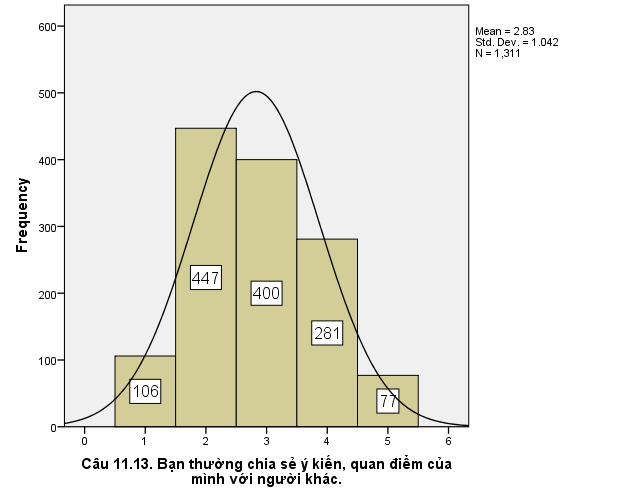 Mean = 2.83
Std. Dev. = 1.042
N = 1,311
Frequency
600
500
400
300
200
100
0
106
447
400
281
77
0 1 2 3 4 5 6
Câu 11.13. Bạn thường chia sẻ ý kiến, quan điểm của
mình với người khác.